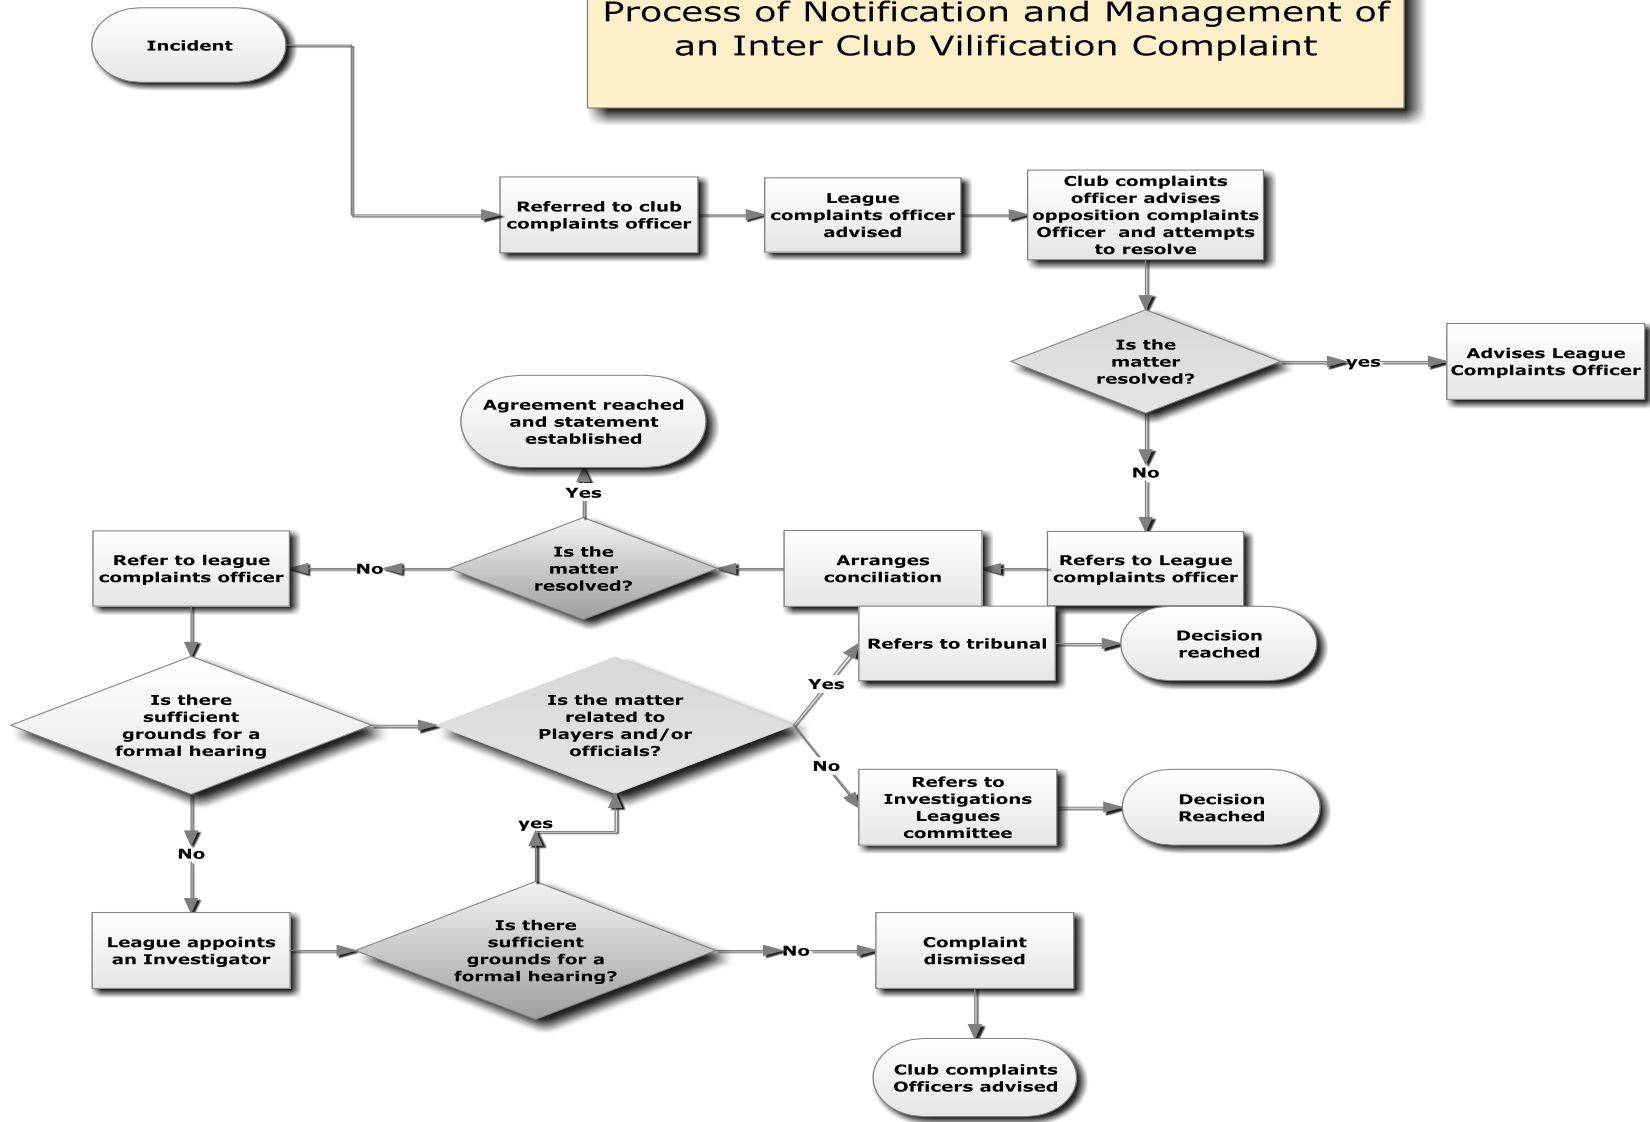 Process of Notification and Management of
an Inter Club Vilification Complaint
Incident
Referred to club
complaints officer
League
complaints officer
advised
Club complaints
officer advises
opposition complaints
Officer  and attempts
to resolve
Is the
matter
resolved?
yes
Advises League
Complaints Officer
No
Refers to League
complaints officer
Arranges
conciliation
Is the
matter
resolved?
Yes
Agreement reached
and statement
established
No
Refer to league
complaints officer
Is there
sufficient
grounds for a
formal hearing
Is the matter
related to
Players and/or
officials?
Yes
Refers to tribunal
Decision
reached
No
Refers to
Investigations
Leagues
committee
Decision
Reached
No
League appoints
an Investigator
Is there
sufficient
grounds for a
formal hearing?
yes
No
Complaint
dismissed
Club complaints
Officers advised